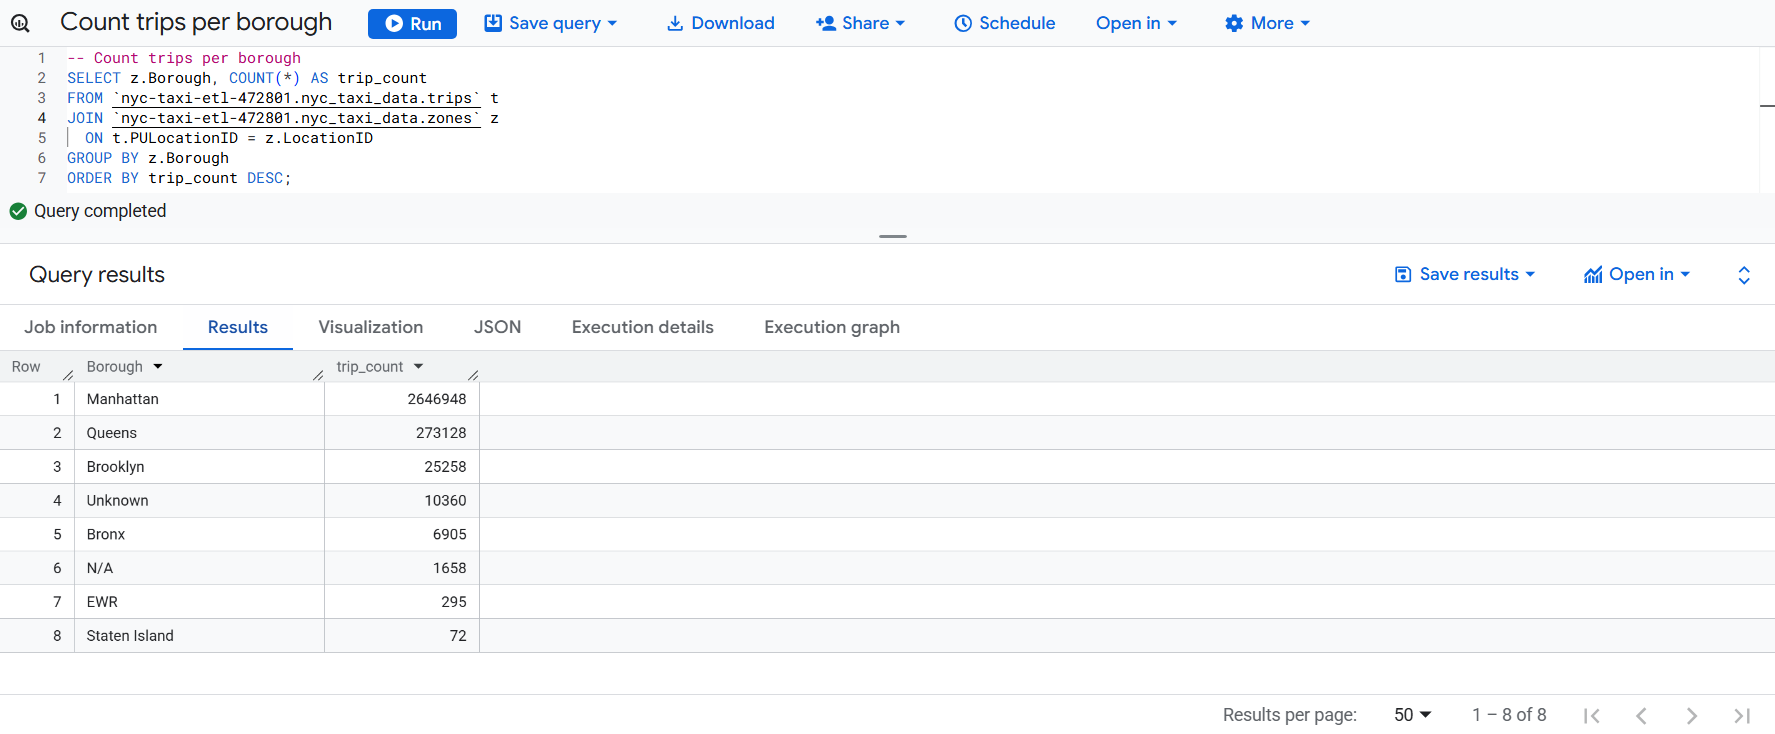 Count trips per borough Run Save query Download Share Schedule Open in More
1 -- Count trips per borough
2 SELECT z.Borough, COUNT(*) AS trip_count
3 FROM `nyc-taxi-etl-472801.nyc_taxi_data.trips` t
4 JOIN `nyc-taxi-etl-472801.nyc_taxi_data.zones` z
5 ON t.PULocationID = z.LocationID
6 GROUP BY z.Borough
7 ORDER BY trip_count DESC;
Query completed
Query results Save results Open in
Job information Results Visualization JSON Execution details Execution graph
Row Borough trip_count
1 Manhattan 2646948
2 Queens 273128
3 Brooklyn 25258
4 Unknown 10360
5 Bronx 6905
6 N/A 1658
7 EWR 295
8 Staten Island 72
Results per page: 50 1 – 8 of 8